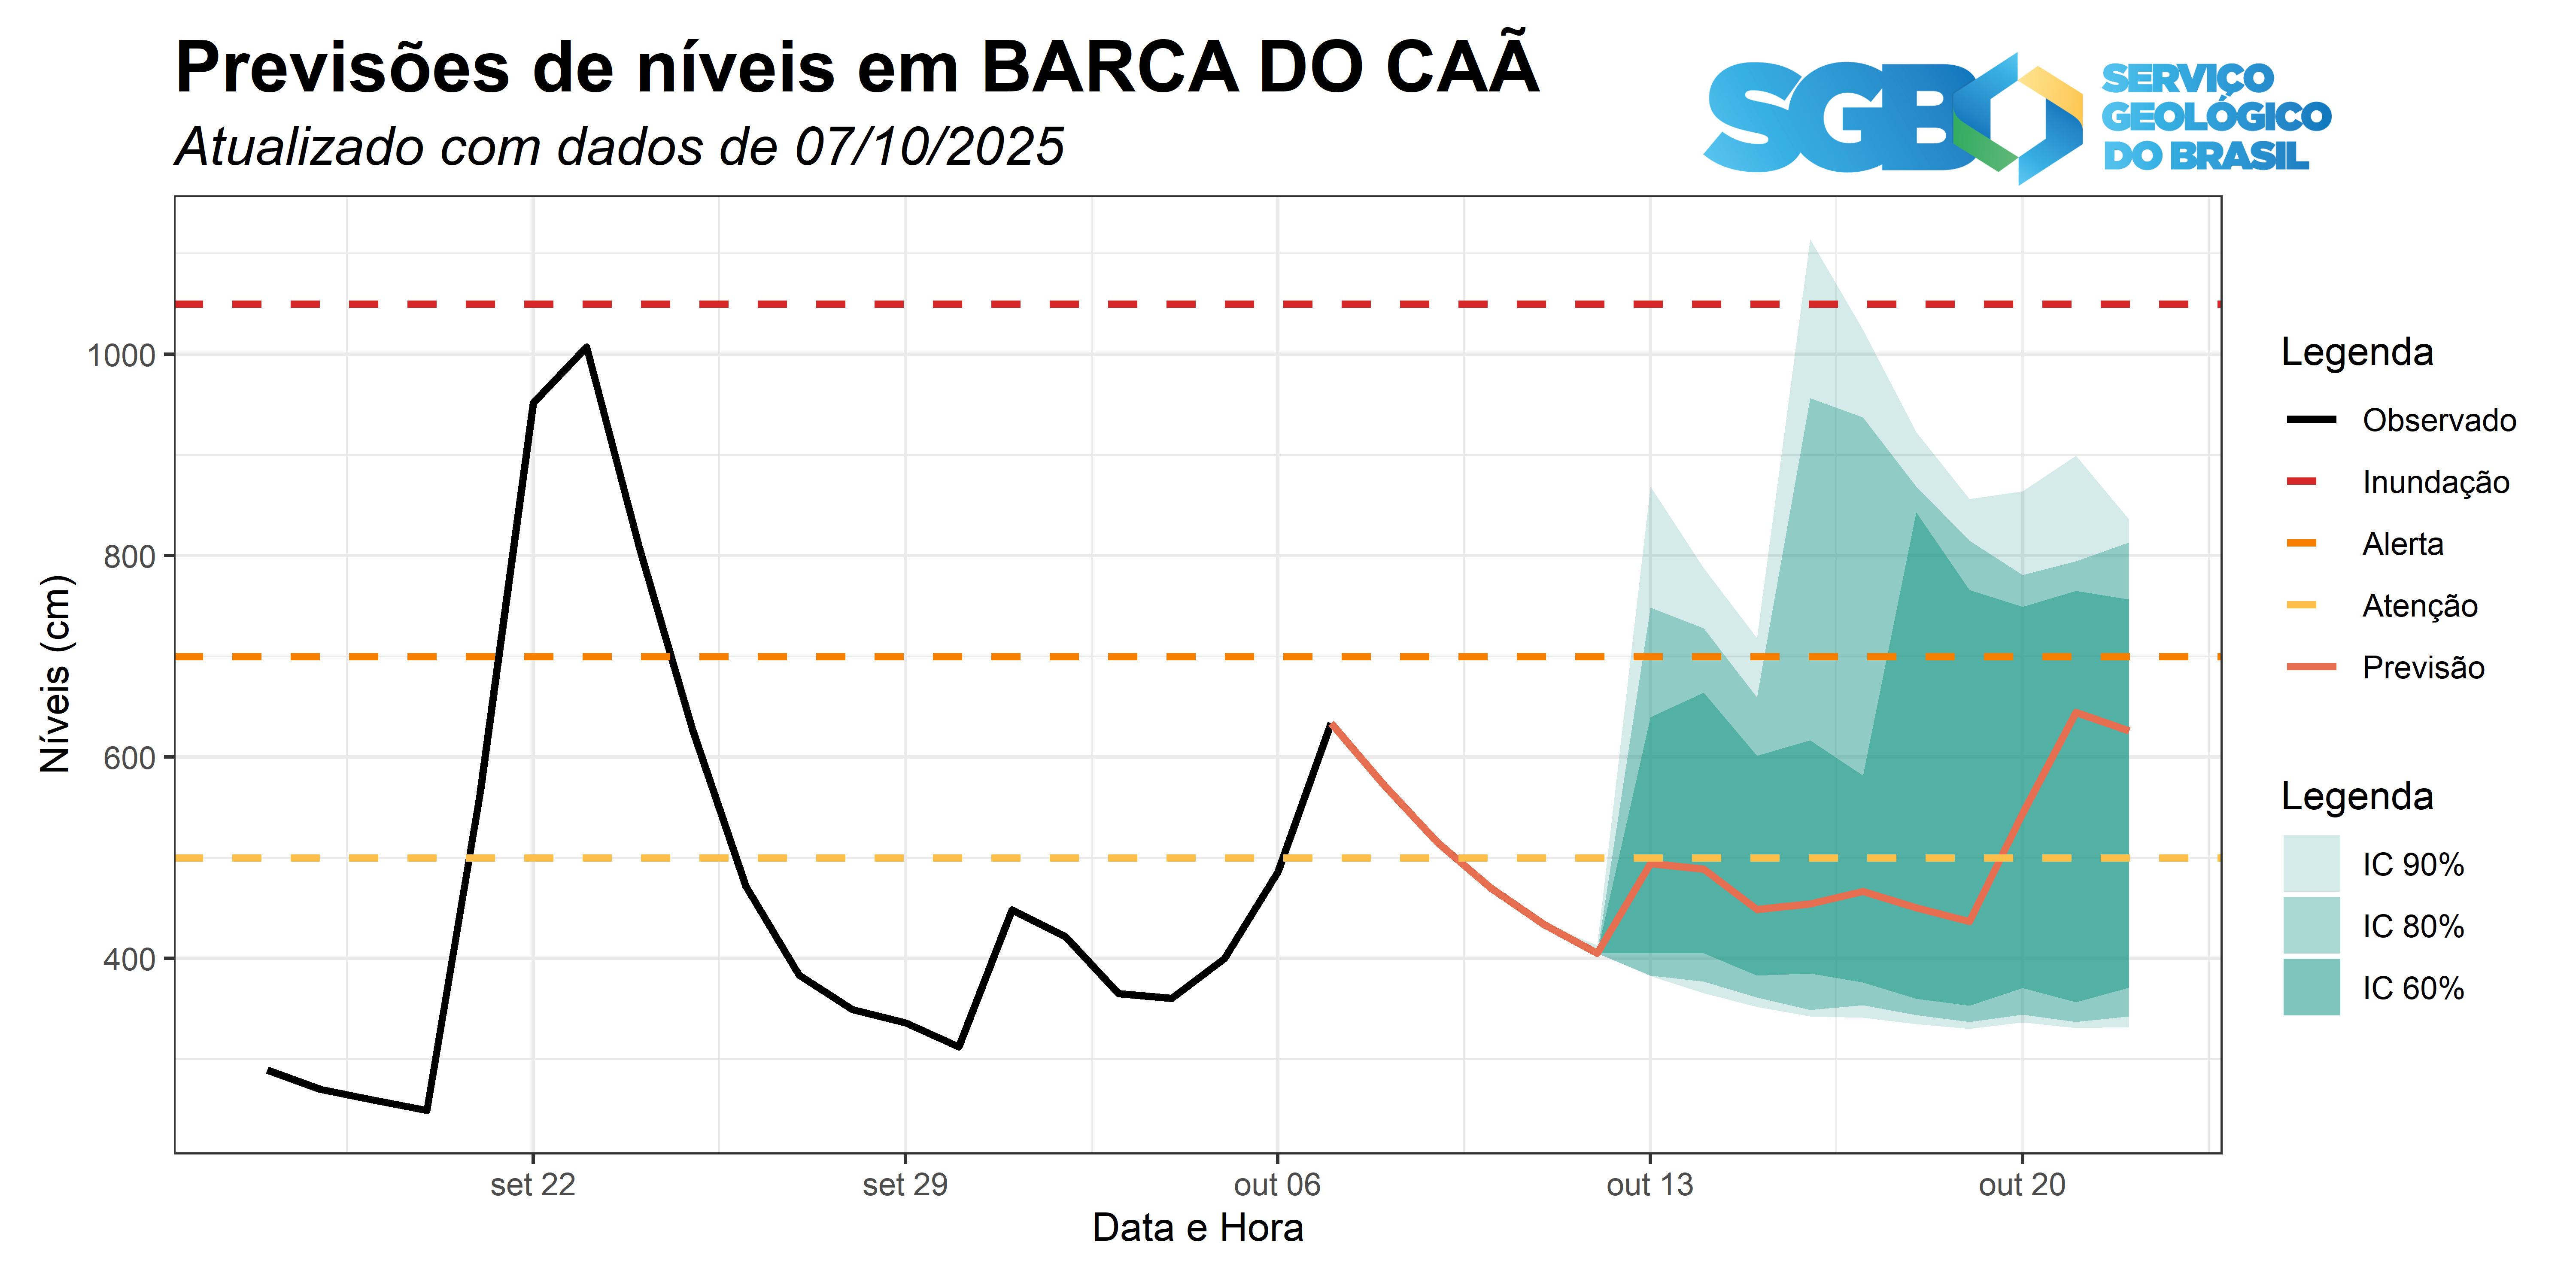 Previsões de níveis em BARCA DO CAÃ
Atualizado com dados de 07/10/2025
SGB
SERVIÇO
GEOLÓGICO
DO BRASIL
Níveis (cm)
1000
800
600
400
set 22
set 29
out 06
out 13
out 20
Data e Hora
Legenda
Observado
Inundação
Alerta
Atenção
Previsão
Legenda
IC 90%
IC 80%
IC 60%